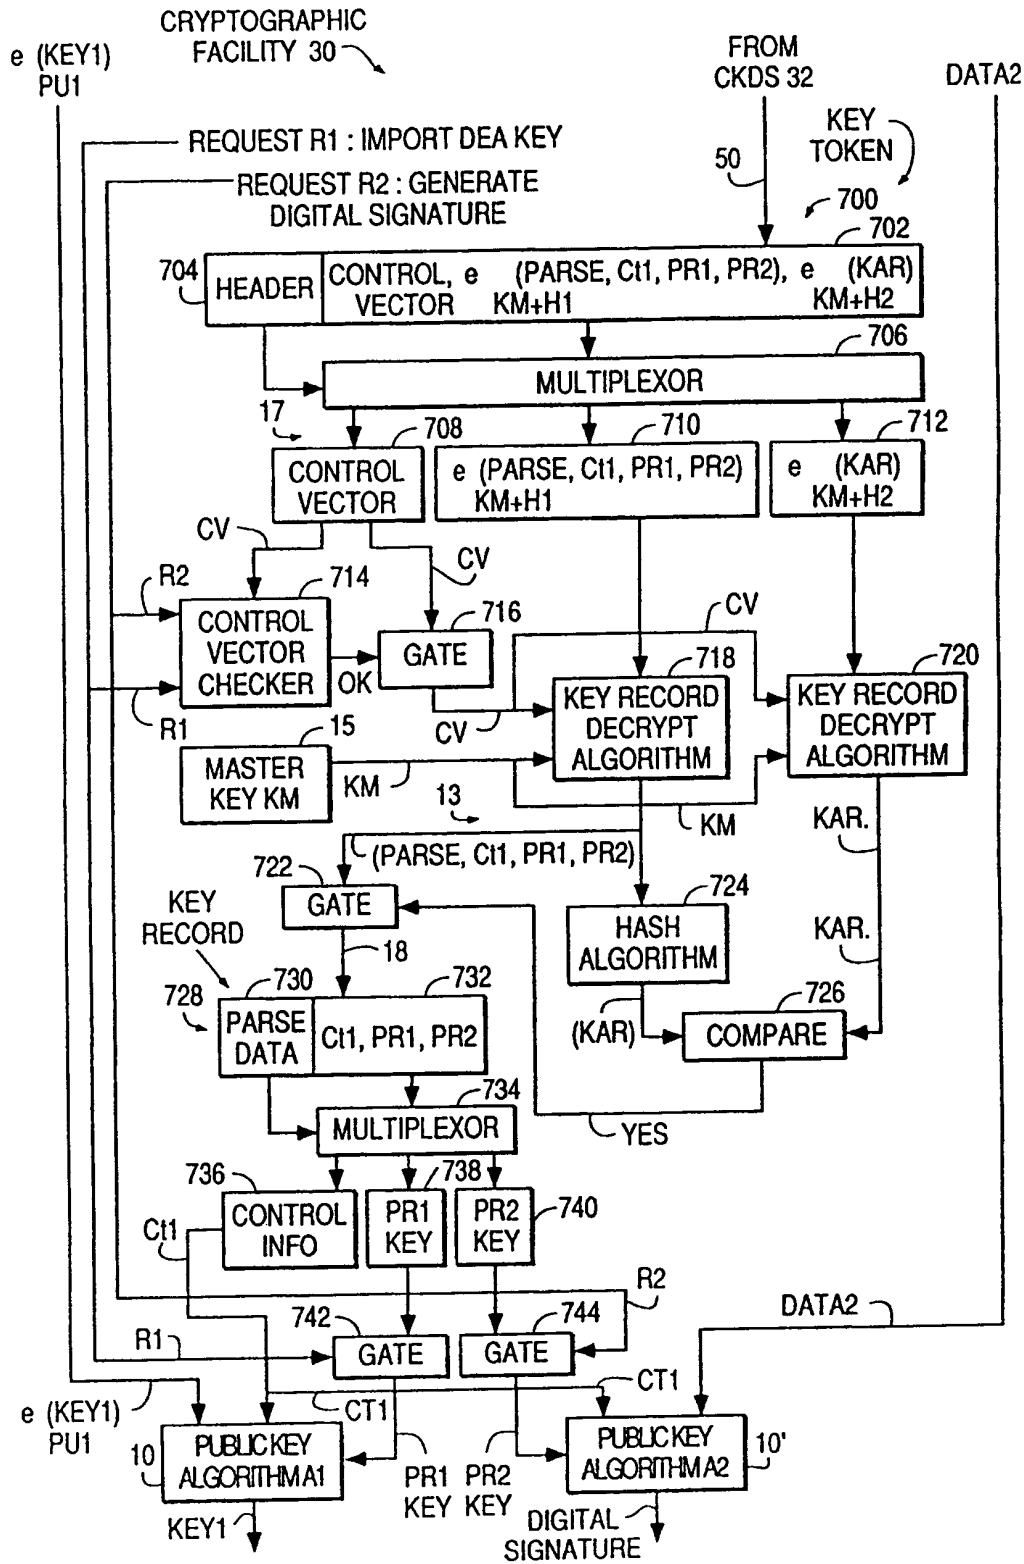 CRYPTOGRAPHIC
FACILITY 30
e (KEY1)
PU1
FROM
CKDS 32
DATA2
REQUEST R1 : IMPORT DEA KEY
REQUEST R2 : GENERATE
DIGITAL SIGNATURE
50
KEY
TOKEN
700
702
704
HEADER
CONTROL, e (PARSE, Ct1, PR1, PR2), e (KAR)
VECTOR KM+H1 KM+H2
706
MULTIPLEXOR
17
708
710
712
CONTROL
VECTOR
e (PARSE, Ct1, PR1, PR2)
KM+H1
e (KAR)
KM+H2
CV
CV
R2
714
716
CV
CONTROL
VECTOR
CHECKER
GATE
OK
R1
CV
718
720
KEY RECORD
DECRYPT
ALGORITHM
KEY RECORD
DECRYPT
ALGORITHM
15
MASTER
KEY KM
KM
13
KM
KAR.
(PARSE, Ct1, PR1, PR2)
722
GATE
724
HASH
ALGORITHM
KEY
RECORD
18
KAR.
728
730
732
PARSE
DATA
Ct1, PR1, PR2
(KAR)
726
COMPARE
734
MULTIPLEXOR
YES
736
738
740
CONTROL
INFO
PR1
KEY
PR2
KEY
Ct1
R2
742
744
DATA2
R1
GATE
GATE
CT1
CT1
e (KEY1)
PU1
10
PUBLIC KEY
ALGORITHM A1
PUBLIC KEY
ALGORITHM A2
10'
PR1
KEY
PR2
KEY
KEY1
DIGITAL
SIGNATURE